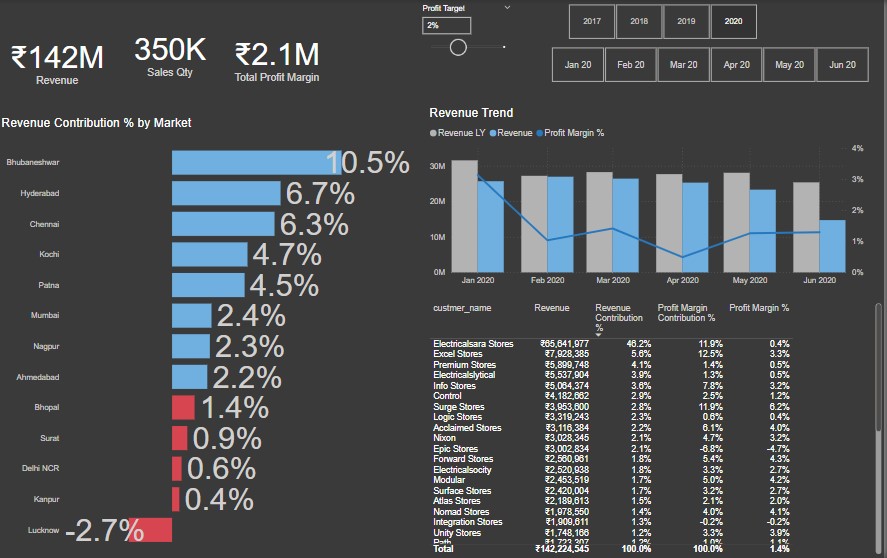 Profit Target
2%
2017 2018 2019 2020
Jan 20 Feb 20 Mar 20 Apr 20 May 20 Jun 20
₹142M
Revenue
350K
Sales Qty
₹2.1M
Total Profit Margin
Revenue Contribution % by Market
Bhubaneshwar 10.5%
Hyderabad 6.7%
Chennai 6.3%
Kochi 4.7%
Patna 4.5%
Mumbai 2.4%
Nagpur 2.3%
Ahmedabad 2.2%
Bhopal 1.4%
Surat 0.9%
Delhi NCR 0.6%
Kanpur 0.4%
Lucknow -2.7%
Revenue Trend
Revenue LY Revenue Profit Margin %
30M
20M
10M
0M
4%
3%
2%
1%
0%
Jan 2020 Feb 2020 Mar 2020 Apr 2020 May 2020 Jun 2020
custmer_name Revenue Revenue Contribution % Profit Margin Contribution % Profit Margin %
Electricalsara Stores ₹65,641,977 46.2% 11.9% 0.4%
Excel Stores ₹7,928,385 5.6% 12.5% 3.3%
Premium Stores ₹5,899,748 4.1% 1.4% 0.5%
Electricalslytical ₹5,537,904 3.9% 1.3% 0.5%
Info Stores ₹5,064,374 3.6% 7.8% 3.2%
Control ₹4,182,662 2.9% 2.5% 1.2%
Surge Stores ₹3,953,600 2.8% 11.9% 6.2%
Logic Stores ₹3,319,243 2.3% 0.6% 0.4%
Acclaimed Stores ₹3,116,384 2.2% 6.1% 4.0%
Nixon ₹3,028,345 2.1% 4.7% 3.2%
Epic Stores ₹3,002,834 2.1% -6.8% -4.7%
Forward Stores ₹2,560,961 1.8% 5.4% 4.3%
Electricalsocity ₹2,520,938 1.8% 3.3% 2.7%
Modular ₹2,453,519 1.7% 5.0% 4.2%
Surface Stores ₹2,420,004 1.7% 3.2% 2.7%
Atlas Stores ₹2,189,613 1.5% 2.1% 2.0%
Nomad Stores ₹1,978,550 1.4% 4.0% 4.1%
Integration Stores ₹1,909,611 1.3% -0.2% -0.2%
Unity Stores ₹1,748,166 1.2% 3.3% 3.9%
Path ₹1,723,307 1.2% 1.0% 1.1%
Total ₹142,224,545 100.0% 100.0% 1.4%